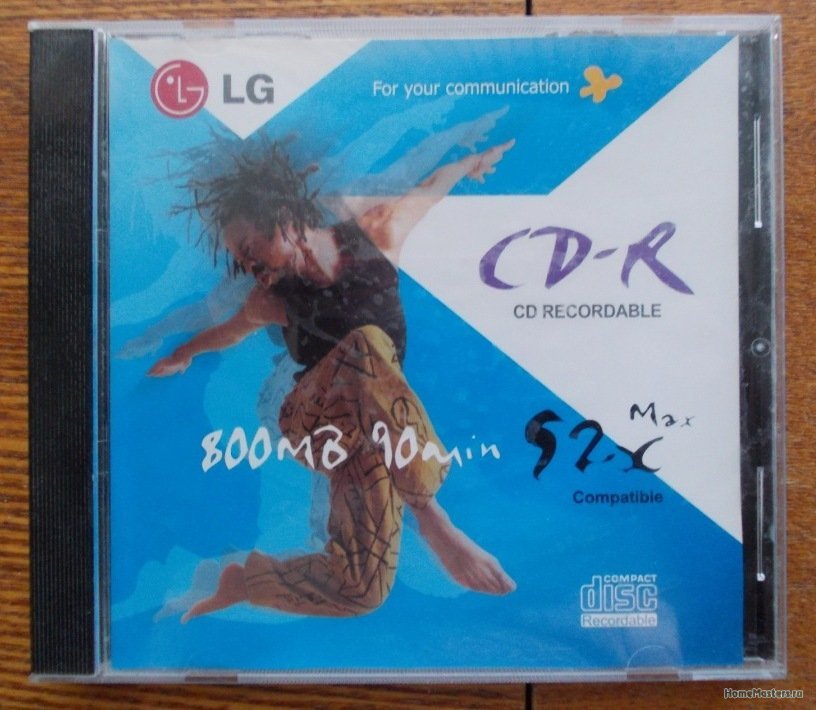 LG
For your communication
CD-R
CD RECORDABLE
800MB 90min 52x Max
Compatible
COMPACT
disc
Recordable
HomeMasters.ru